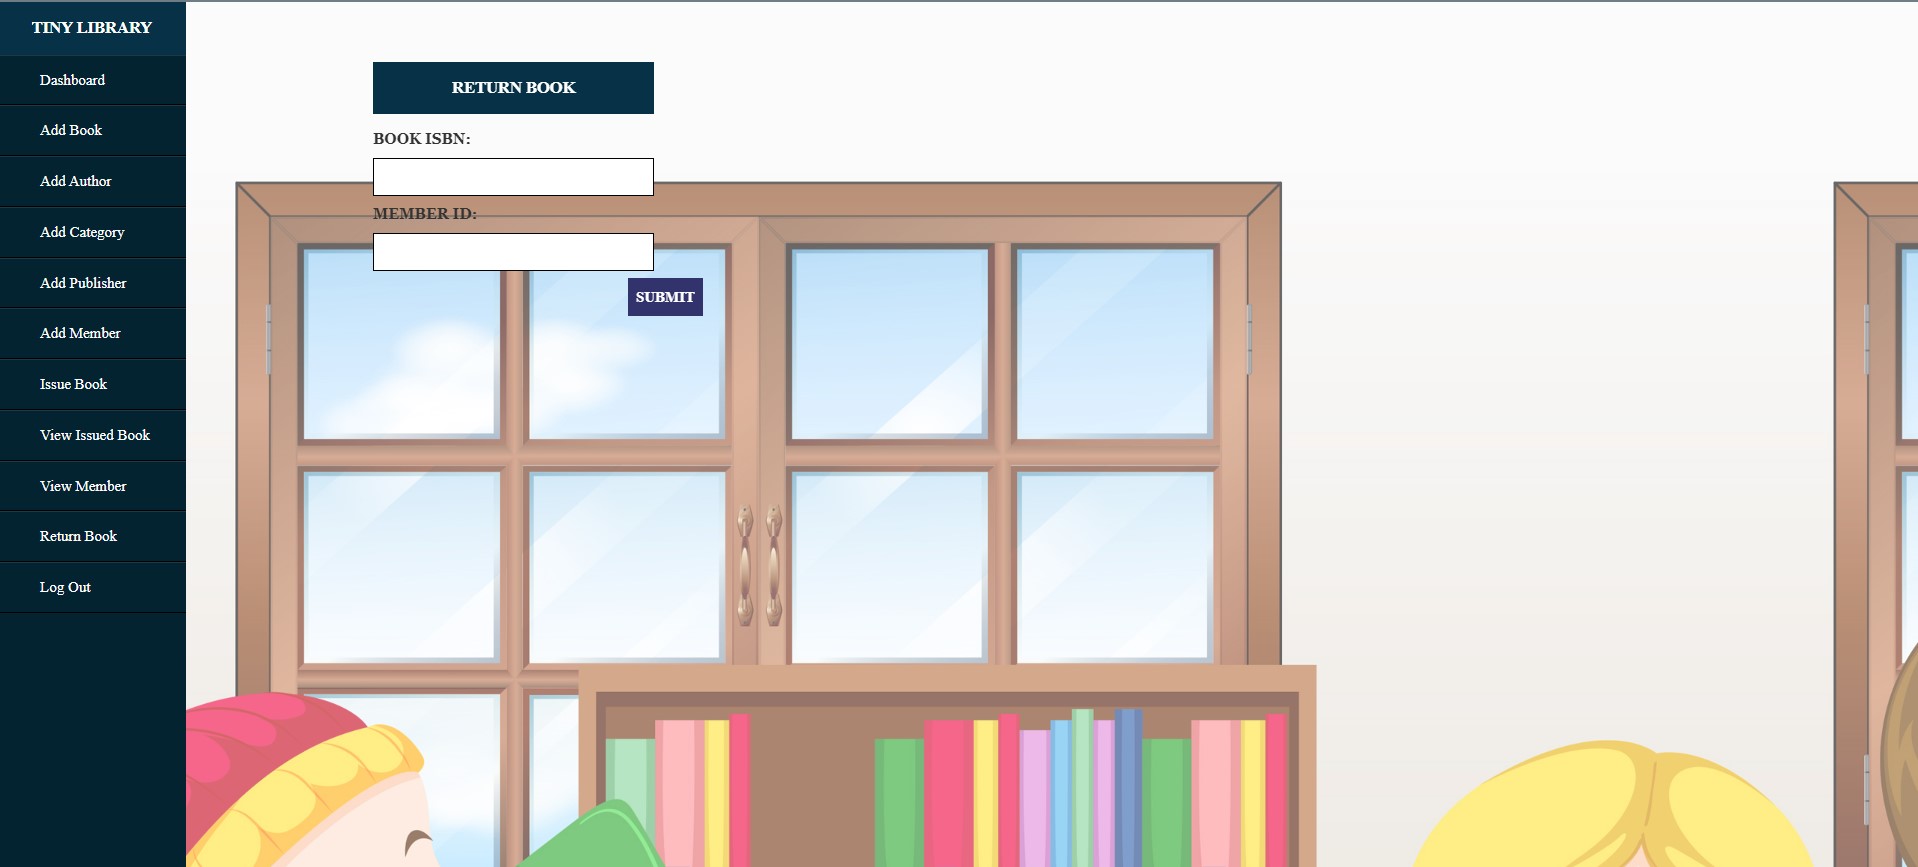 TINY LIBRARY
Dashboard
Add Book
Add Author
Add Category
Add Publisher
Add Member
Issue Book
View Issued Book
View Member
Return Book
Log Out
RETURN BOOK
BOOK ISBN:
MEMBER ID:
SUBMIT